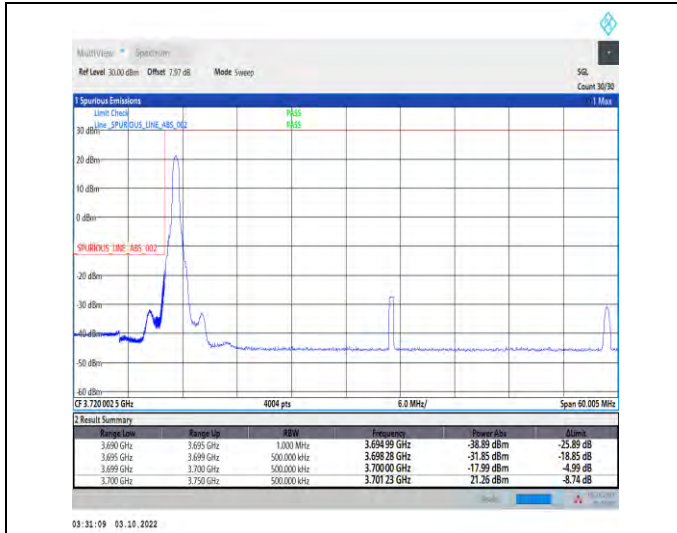 MultiView Spectrum
Ref Level 30.00 dBm Offset 7.97 dB Mode Sweep SGL
Count 30/30
1 Spurious Emissions 1 Max
Limit Check PASS
Line _SPURIOUS_LINE_ABS_002 PASS
30 dBm
20 dBm
10 dBm
0 dBm
SPURIOUS_LINE_ABS_002
-20 dBm
-30 dBm
-40 dBm
-50 dBm
-60 dBm
CF 3.720 002 5 GHz 4004 pts 6.0 MHz/ Span 60.005 MHz
2 Result Summary
Range Low Range Up RBW Frequency Power Abs ΔLimit
3.690 GHz 3.695 GHz 1.000 MHz 3.694 99 GHz -38.89 dBm -25.89 dB
3.695 GHz 3.699 GHz 500.000 kHz 3.698 28 GHz -31.85 dBm -18.85 dB
3.699 GHz 3.700 GHz 500.000 kHz 3.700 00 GHz -17.99 dBm -4.99 dB
3.700 GHz 3.750 GHz 500.000 kHz 3.701 23 GHz 21.26 dBm -8.74 dB
03:31:09 03.10.2022